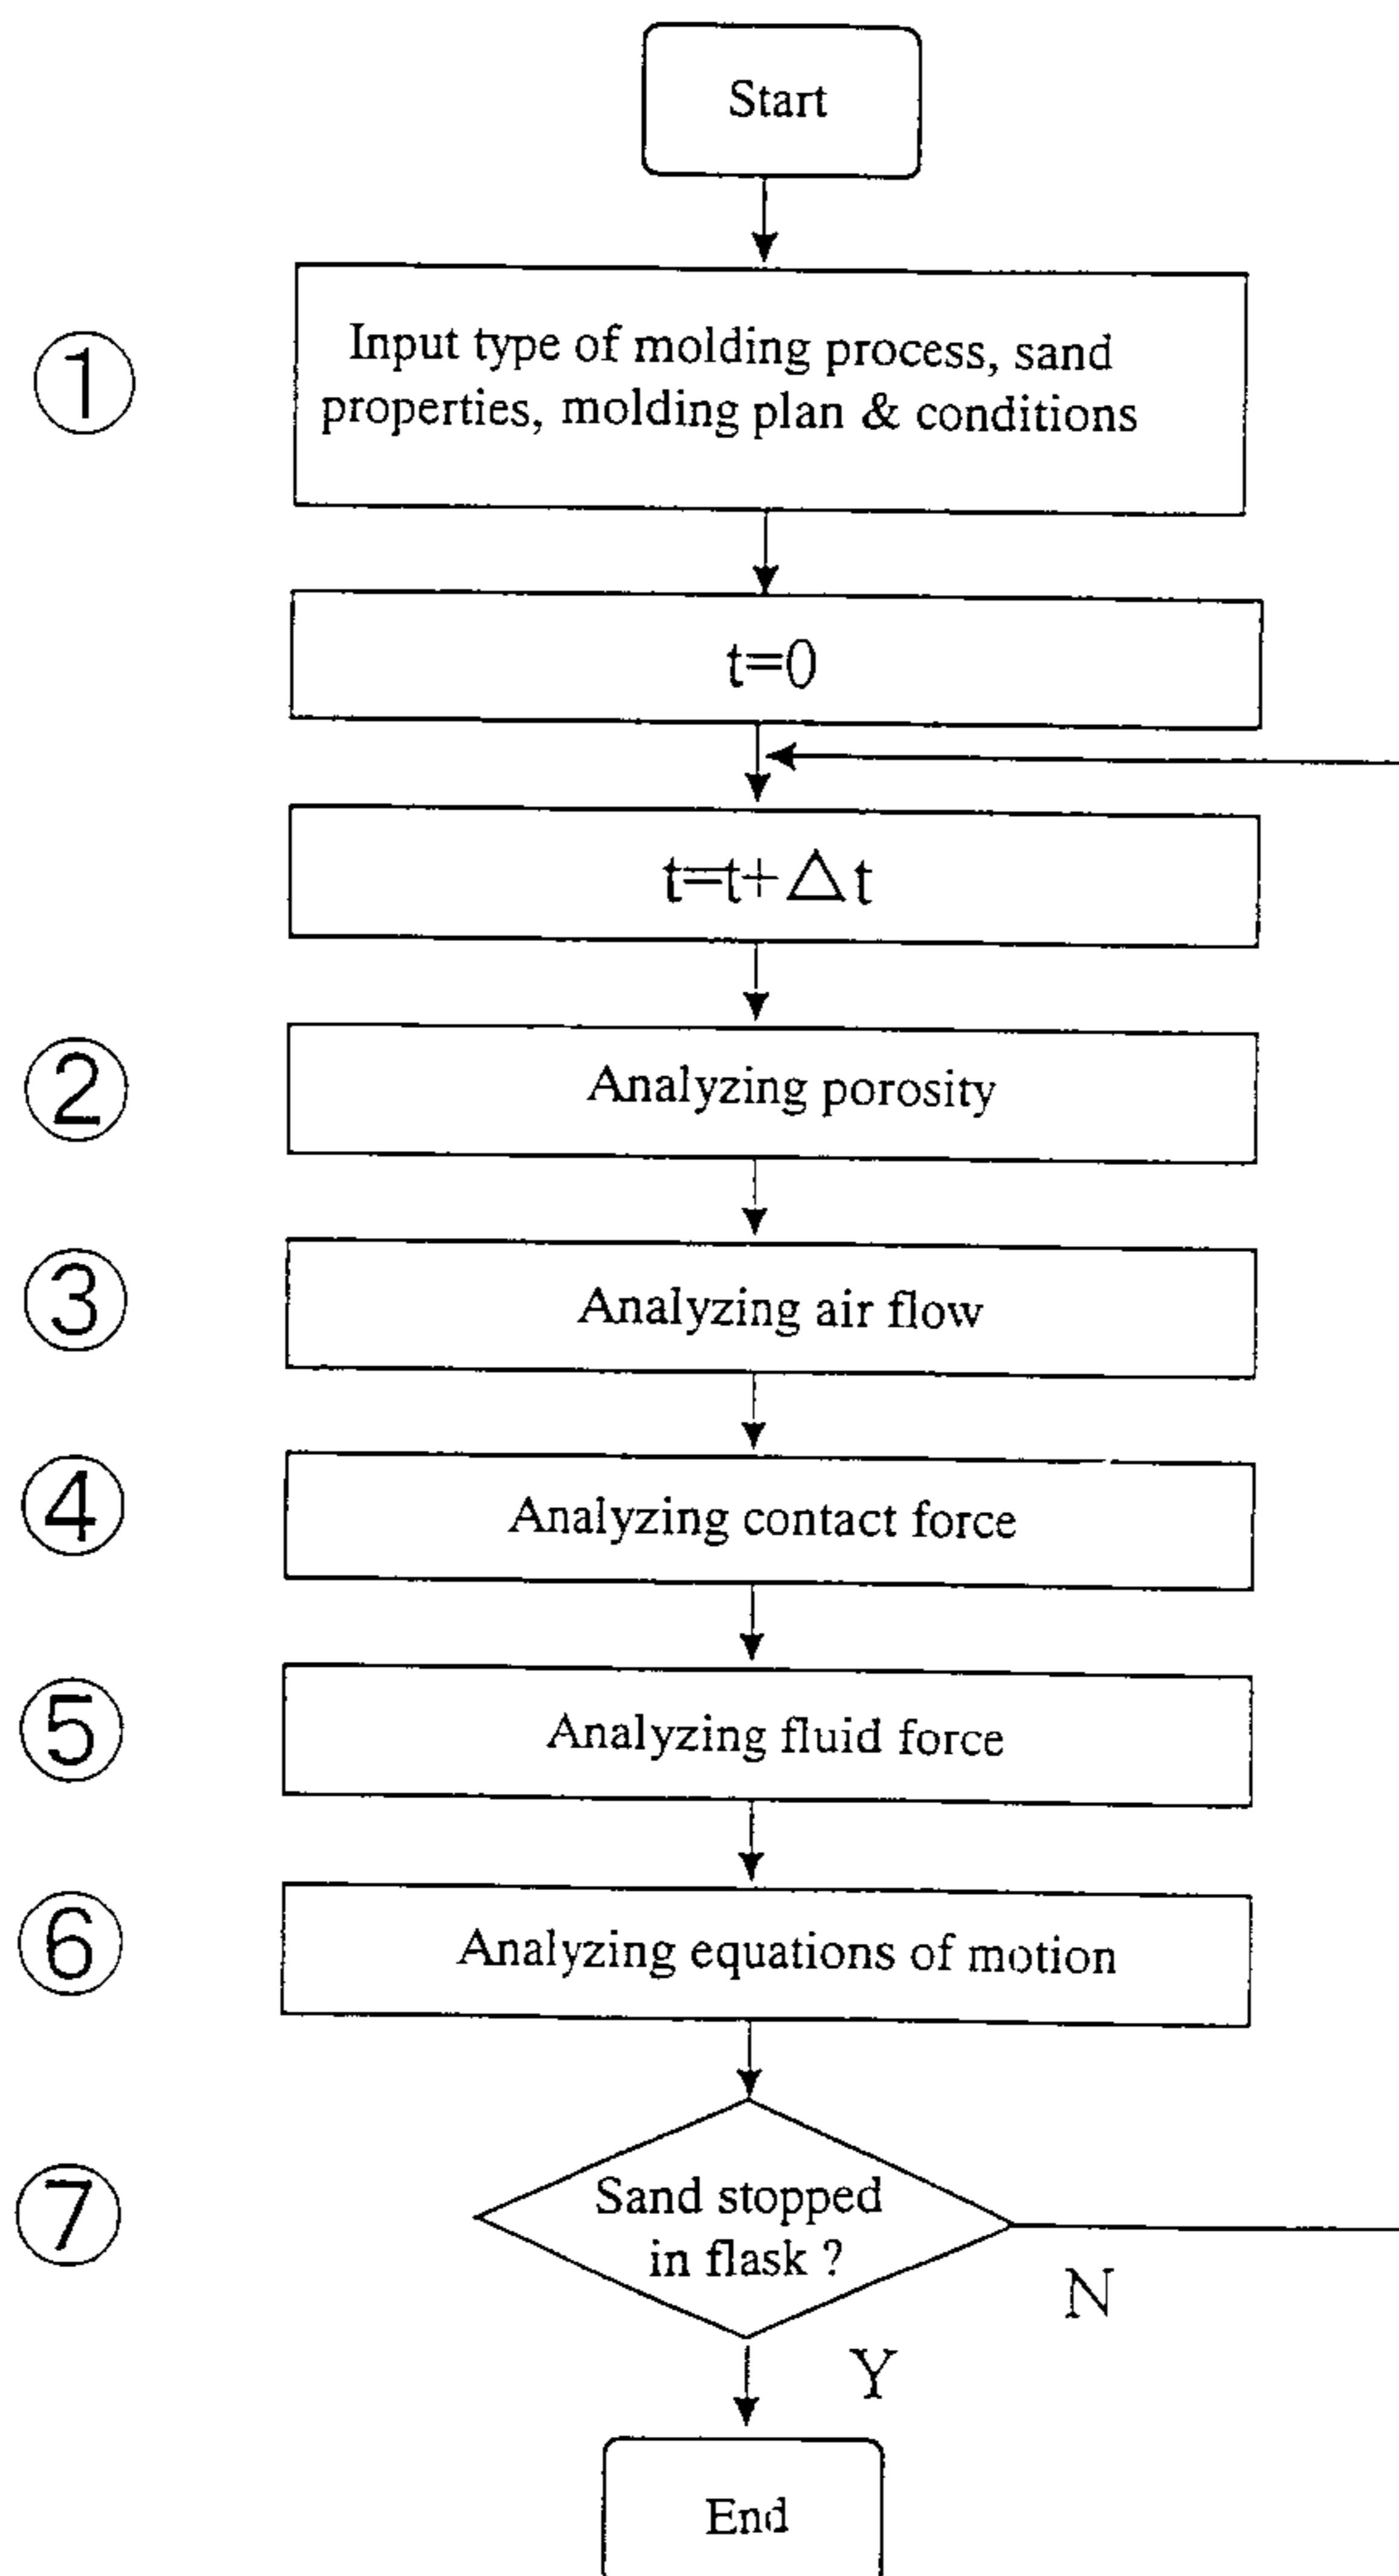 Start
①
Input type of molding process, sand
properties, molding plan & conditions
t=0
t=t+△t
②
Analyzing porosity
③
Analyzing air flow
④
Analyzing contact force
⑤
Analyzing fluid force
⑥
Analyzing equations of motion
⑦
Sand stopped
in flask ?
N
Y
End